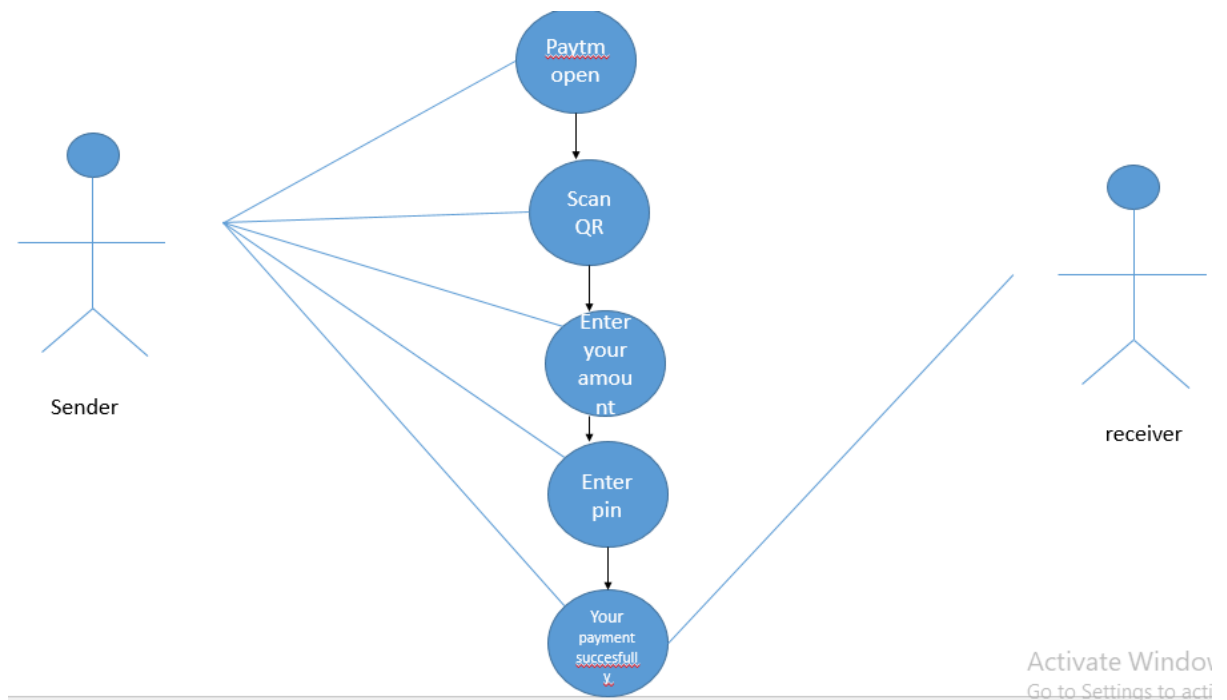 Paytm
open
Scan
QR
Enter
your
amou
nt
Enter
pin
Your
payment
succesfull
y
Sender
receiver
Activate Window
Go to Settings to acti